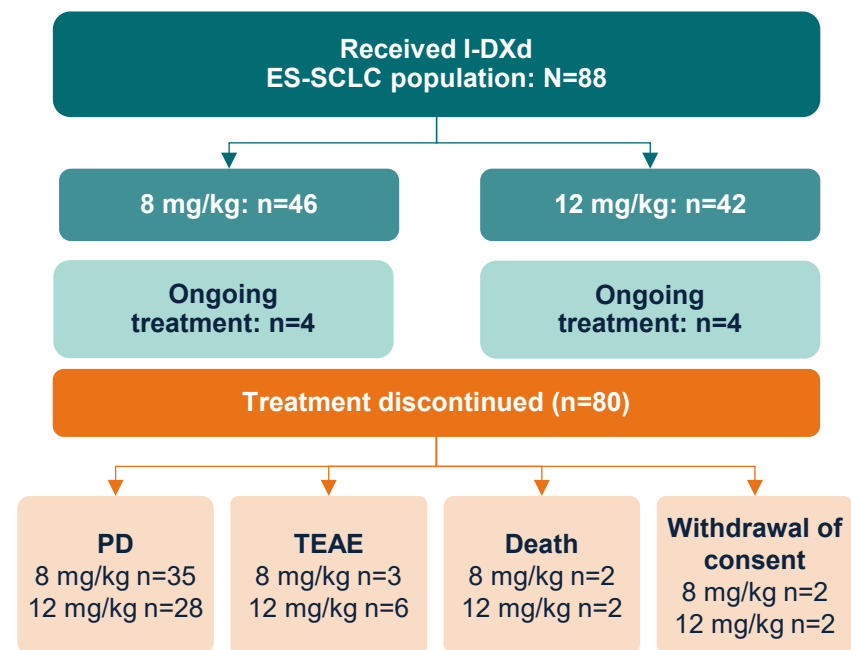 Received I-DXd
ES-SCLC population: N=88
8 mg/kg: n=46
12 mg/kg: n=42
Ongoing
treatment: n=4
Ongoing
treatment: n=4
Treatment discontinued (n=80)
PD
8 mg/kg n=35
12 mg/kg n=28
TEAE
8 mg/kg n=3
12 mg/kg n=6
Death
8 mg/kg n=2
12 mg/kg n=2
Withdrawal of
consent
8 mg/kg n=2
12 mg/kg n=2